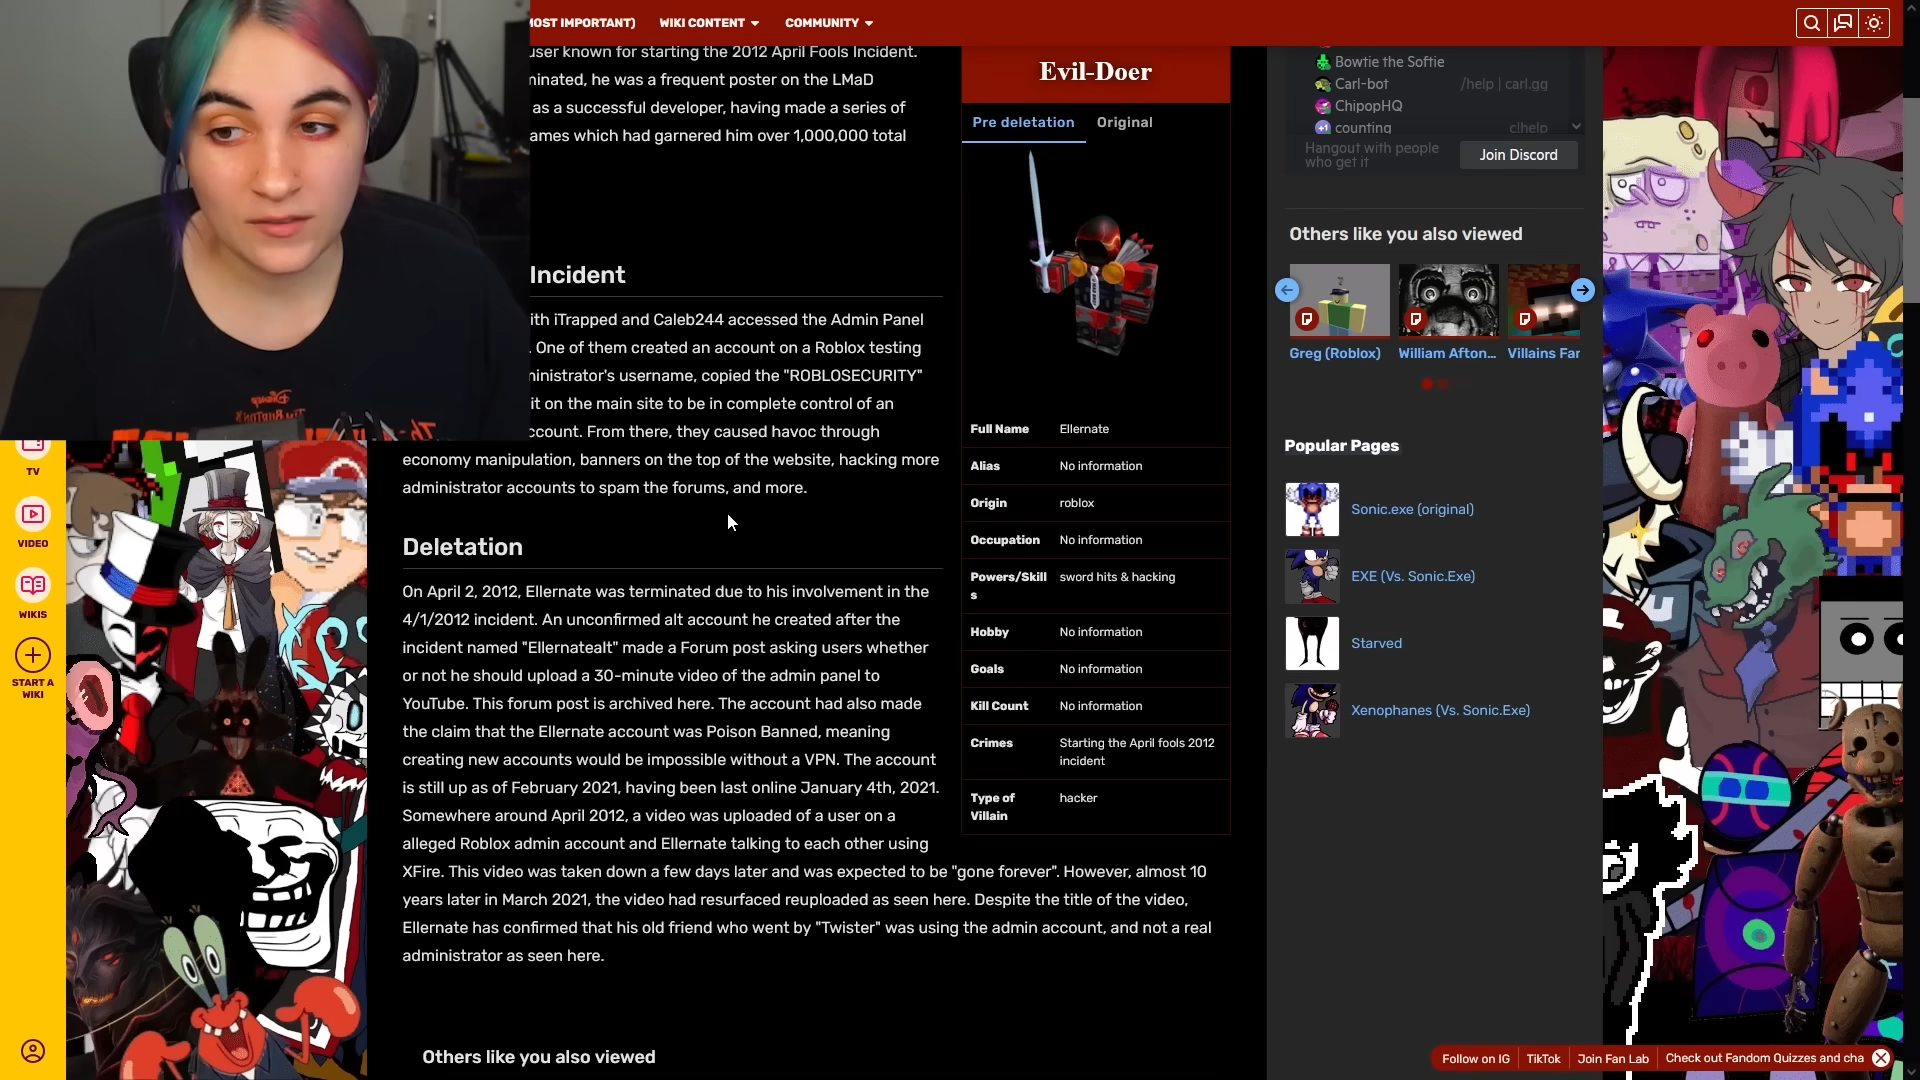 MOST IMPORTANT)
WIKI CONTENT
COMMUNITY
user known for starting the 2012 April Fools Incident.
he was a frequent poster on the LMaD
as a successful developer, having made a series of
which had garnered him over 1,000,000 total
Incident
iTrapped and Caleb244 accessed the Admin Panel
. One of them created an account on a Roblox testing
username, copied the "ROBLOSECURITY"
it on the main site to be in complete control of an
From there, they caused havoc through
economy manipulation, banners on the top of the website, hacking more
administrator accounts to spam the forums, and more.
Deletation
On April 2, 2012, Ellernate was terminated due to his involvement in the
4/1/2012 incident. An unconfirmed alt account he created after the
incident named "Ellernatealt" made a Forum post asking users whether
or not he should upload a 30-minute video of the admin panel to
YouTube. This forum post is archived here. The account had also made
the claim that the Ellernate account was Poison Banned, meaning
creating new accounts would be impossible without a VPN. The account
is still up as of February 2021, having been last online January 4th, 2021.
Somewhere around April 2012, a video was uploaded of a user on a
alleged Roblox admin account and Ellernate talking to each other using
XFire. This video was taken down a few days later and was expected to be "gone forever". However, almost 10
years later in March 2021, the video had resurfaced reuploaded as seen here. Despite the title of the video,
Ellernate has confirmed that his old friend who went by "Twister" was using the admin account, and not a real
administrator as seen here.
Others like you also viewed
Evil-Doer
Pre deletation
Original
Full Name Ellernate
Alias No information
Origin roblox
Occupation No information
Powers/Skill sword hits & hacking
s
Hobby No information
Goals No information
Kill Count No information
Crimes Starting the April fools 2012
incident
Type of hacker
Villain
Bowtie the Softie
Carl-bot /help | carl.gg
ChipopHQ
counting c!help
Hangout with people
who get it
Join Discord
Others like you also viewed
Greg (Roblox)
William Afton...
Villains Fan
Popular Pages
Sonic.exe (original)
EXE (Vs. Sonic.Exe)
Starved
Xenophanes (Vs. Sonic.Exe)
TV
VIDEO
WIKIS
START A
WIKI
Follow on IG
TikTok
Join Fan Lab
Check out Fandom Quizzes and cha